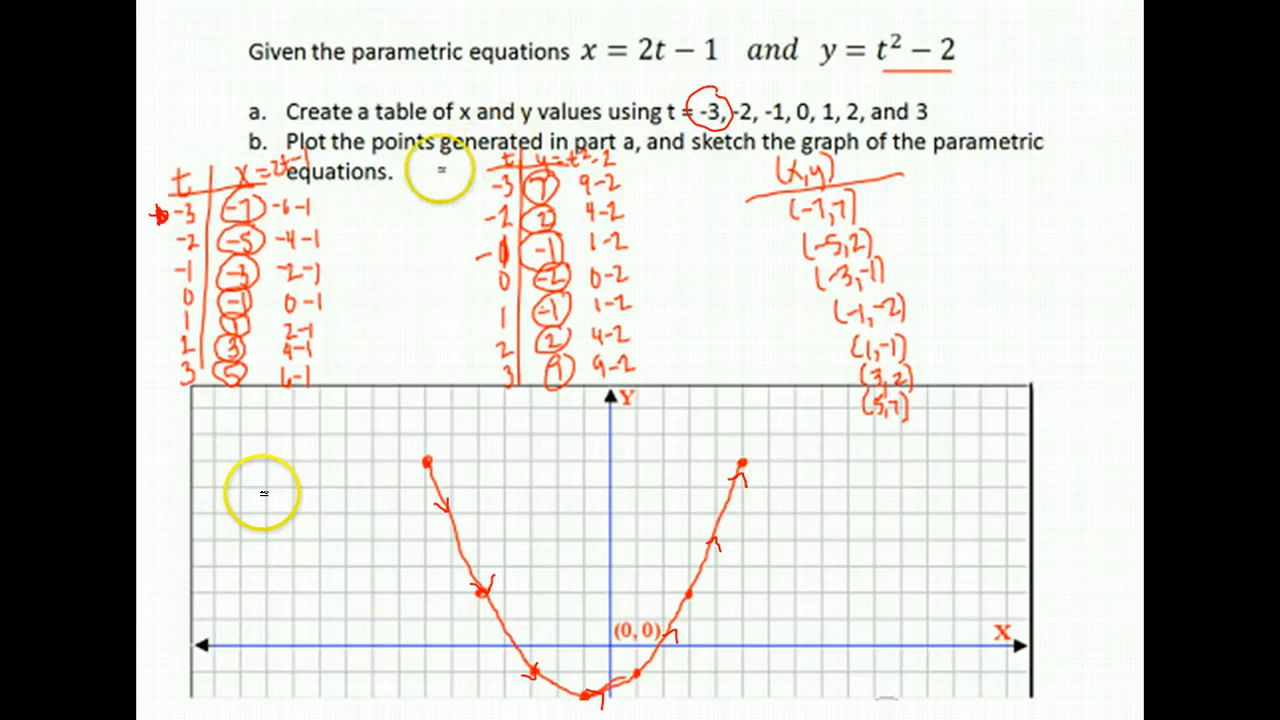 Given the parametric equations x = 2t − 1 and y = t² − 2
a. Create a table of x and y values using t = -3, -2, -1, 0, 1, 2, and 3
b. Plot the points generated in part a, and sketch the graph of the parametric
equations.
t x = 2t-1
-3 -7 -6-1
-2 -5 -4-1
-1 -3 -2-1
0 -1 0-1
1 1 2-1
2 3 4-1
3 5 6-1
t y = t²-2
-3 7 9-2
-2 2 4-2
-1 -1 1-2
0 -2 0-2
1 -1 1-2
2 2 4-2
3 9-2
(x,y)
(-7,7)
(-5,2)
(-3,-1)
(-1,-2)
(1,-1)
(3,2)
(5,7)
Y
(0, 0)
X